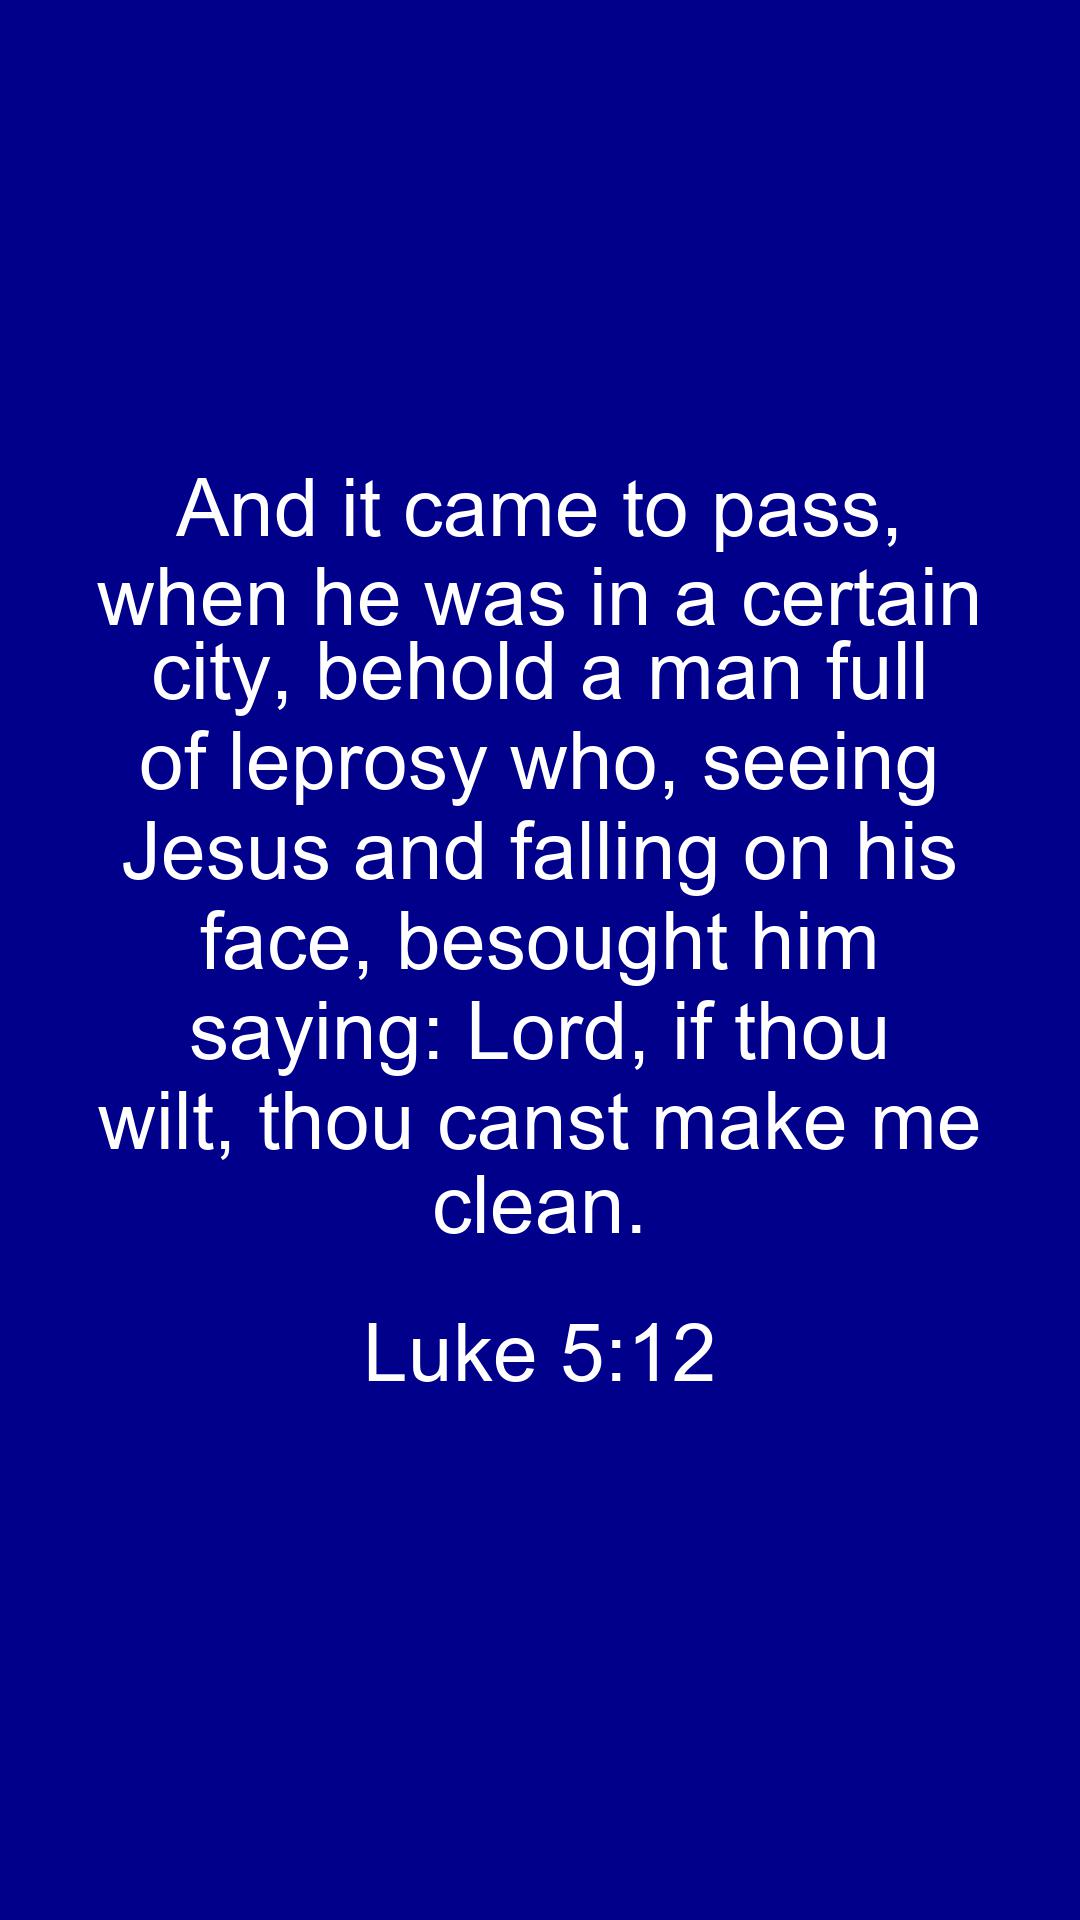 And it came to pass,
when he was in a certain
city, behold a man full
of leprosy who, seeing
Jesus and falling on his
face, besought him
saying: Lord, if thou
wilt, thou canst make me
clean.
Luke 5:12